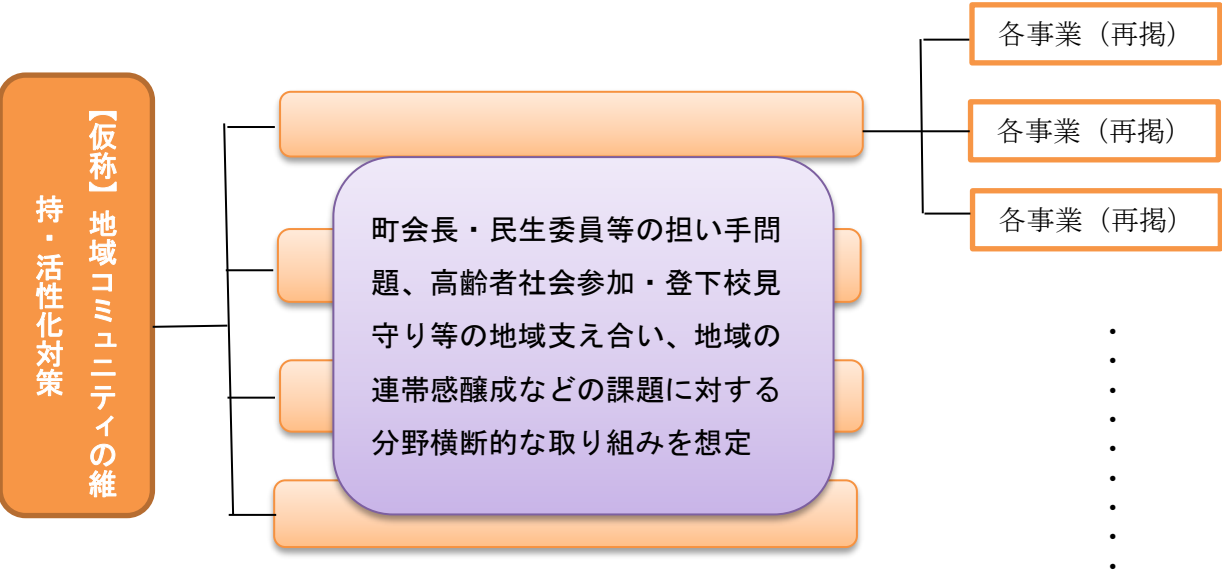 【仮称】地域コミュニティの維
持・活性化対策
町会長・民生委員等の担い手問
題、高齢者社会参加・登下校見
守り等の地域支え合い、地域の
連帯感醸成などの課題に対する
分野横断的な取り組みを想定
各事業（再掲）
各事業（再掲）
各事業（再掲）
・
・
・
・
・
・
・
・
・